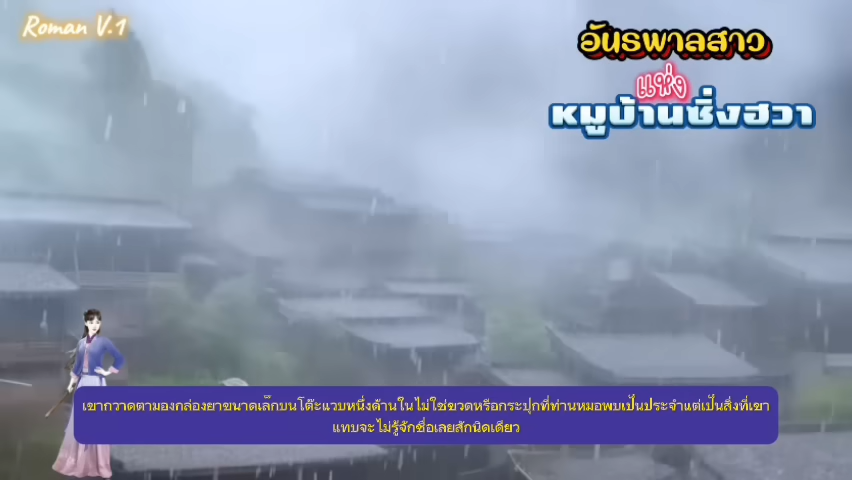 Roman V.1
อันธพาลสาว
แห่ง
หมูบ้านซิ่งฮวา
เขากวาดตามองกล่องยาขนาดเล็กบนโต๊ะแวบหนึ่งด้านในไม่ใช่ขวดหรือกระปุกที่ท่านหมอพบเป็นประจำแต่เป็นสิ่งที่เขา
แทบจะไม่รู้จักชื่อเลยสักนิดเดียว